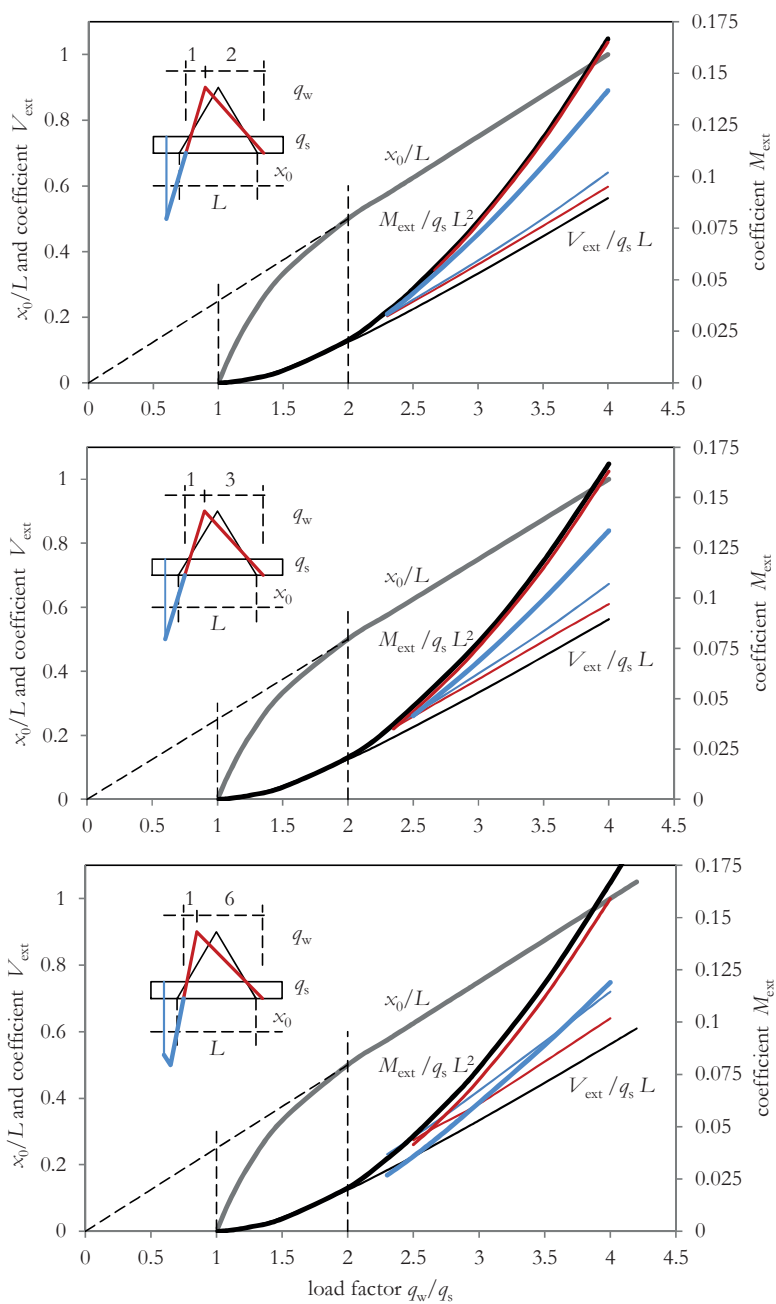 x0/L and coefficient Vext
1
0.8
0.6
0.4
0.2
0
0 0.5 1 1.5 2 2.5 3 3.5 4 4.5
0.175
0.15
0.125
0.1
0.075
0.05
0.025
0
coefficient Mext
1 2
qw
qs
x0
L
x0/L
Mext /qs L²
Vext /qs L
x0/L and coefficient Vext
1
0.8
0.6
0.4
0.2
0
0 0.5 1 1.5 2 2.5 3 3.5 4 4.5
0.175
0.15
0.125
0.1
0.075
0.05
0.025
0
coefficient Mext
1 3
qw
qs
x0
L
x0/L
Mext /qs L²
Vext /qs L
x0/L and coefficient Vext
1
0.8
0.6
0.4
0.2
0
0 0.5 1 1.5 2 2.5 3 3.5 4 4.5
0.175
0.15
0.125
0.1
0.075
0.05
0.025
0
coefficient Mext
1 6
qw
qs
x0
L
x0/L
Mext /qs L²
Vext /qs L
load factor qw/qs